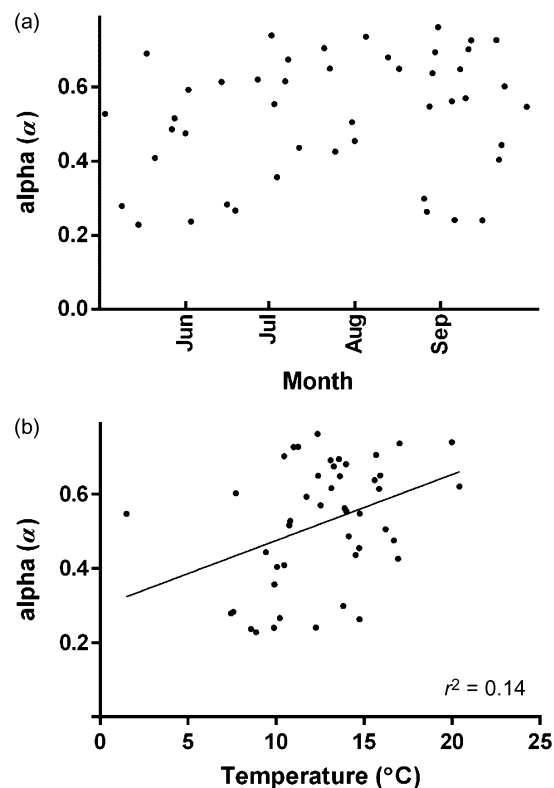 (a)
alpha (α)
0.6
0.4
0.2
0.0
Jun
Jul
Aug
Sep
Month
(b)
alpha (α)
0.6
0.4
0.2
r² = 0.14
0 5 10 15 20 25
Temperature (°C)